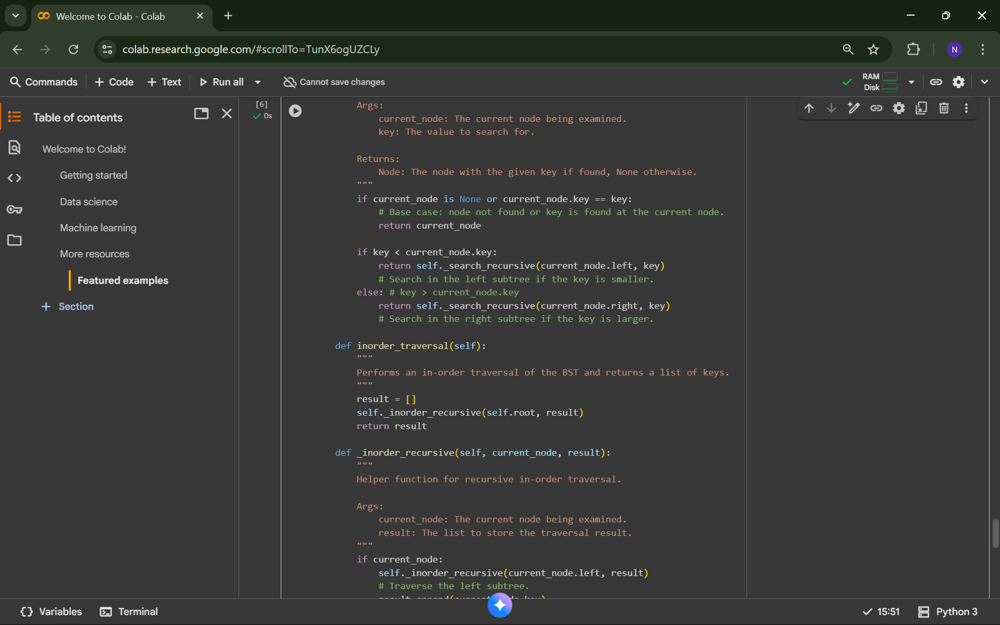 Welcome to Colab - Colab
colab.research.google.com/#scrollTo=TunX6ogUZCLy
N
Commands
+ Code
+ Text
Run all
Cannot save changes
RAM
Disk
Table of contents
Welcome to Colab!
Getting started
Data science
Machine learning
More resources
Featured examples
+ Section
[6]
0s
Args:
current_node: The current node being examined.
key: The value to search for.
Returns:
Node: The node with the given key if found, None otherwise.
"""
if current_node is None or current_node.key == key:
# Base case: node not found or key is found at the current node.
return current_node
if key < current_node.key:
return self._search_recursive(current_node.left, key)
# Search in the left subtree if the key is smaller.
else: # key > current_node.key
return self._search_recursive(current_node.right, key)
# Search in the right subtree if the key is larger.
def inorder_traversal(self):
"""
Performs an in-order traversal of the BST and returns a list of keys.
"""
result = []
self._inorder_recursive(self.root, result)
return result
def _inorder_recursive(self, current_node, result):
"""
Helper function for recursive in-order traversal.
Args:
current_node: The current node being examined.
result: The list to store the traversal result.
"""
if current_node:
self._inorder_recursive(current_node.left, result)
# Traverse the left subtree.
Variables
Terminal
15:51
Python 3